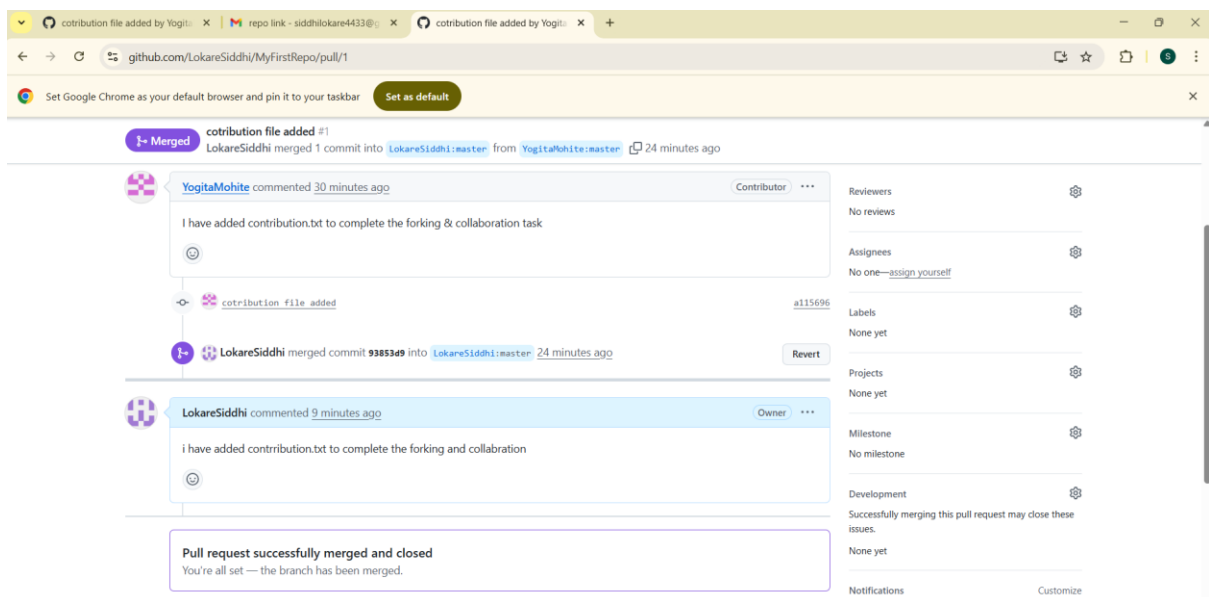 cotribution file added by Yogita
repo link - siddhilokare4433@g
cotribution file added by Yogita
github.com/LokareSiddhi/MyFirstRepo/pull/1
S
Set Google Chrome as your default browser and pin it to your taskbar
Set as default
Merged
cotribution file added #1
LokareSiddhi merged 1 commit into LokareSiddhi:master from YogitaMohite:master 24 minutes ago
YogitaMohite commented 30 minutes ago
Contributor
I have added contribution.txt to complete the forking & collaboration task
cotribution file added
a115696
LokareSiddhi merged commit 93853d9 into LokareSiddhi:master 24 minutes ago
Revert
LokareSiddhi commented 9 minutes ago
Owner
i have added contrribution.txt to complete the forking and collabration
Pull request successfully merged and closed
You're all set — the branch has been merged.
Reviewers
No reviews
Assignees
No one—assign yourself
Labels
None yet
Projects
None yet
Milestone
No milestone
Development
Successfully merging this pull request may close these
issues.
None yet
Notifications
Customize